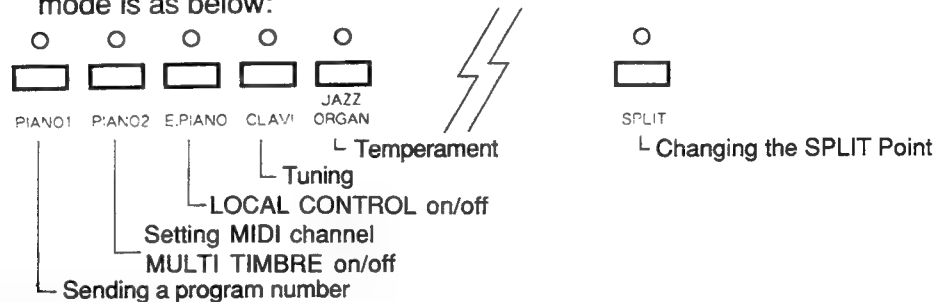 mode is as below:
JAZZ
PIANO1 PIANO2 E.PIANO CLAVI ORGAN SPLIT
Temperament Changing the SPLIT Point
Tuning
LOCAL CONTROL on/off
Setting MIDI channel
MULTI TIMBRE on/off
Sending a program number